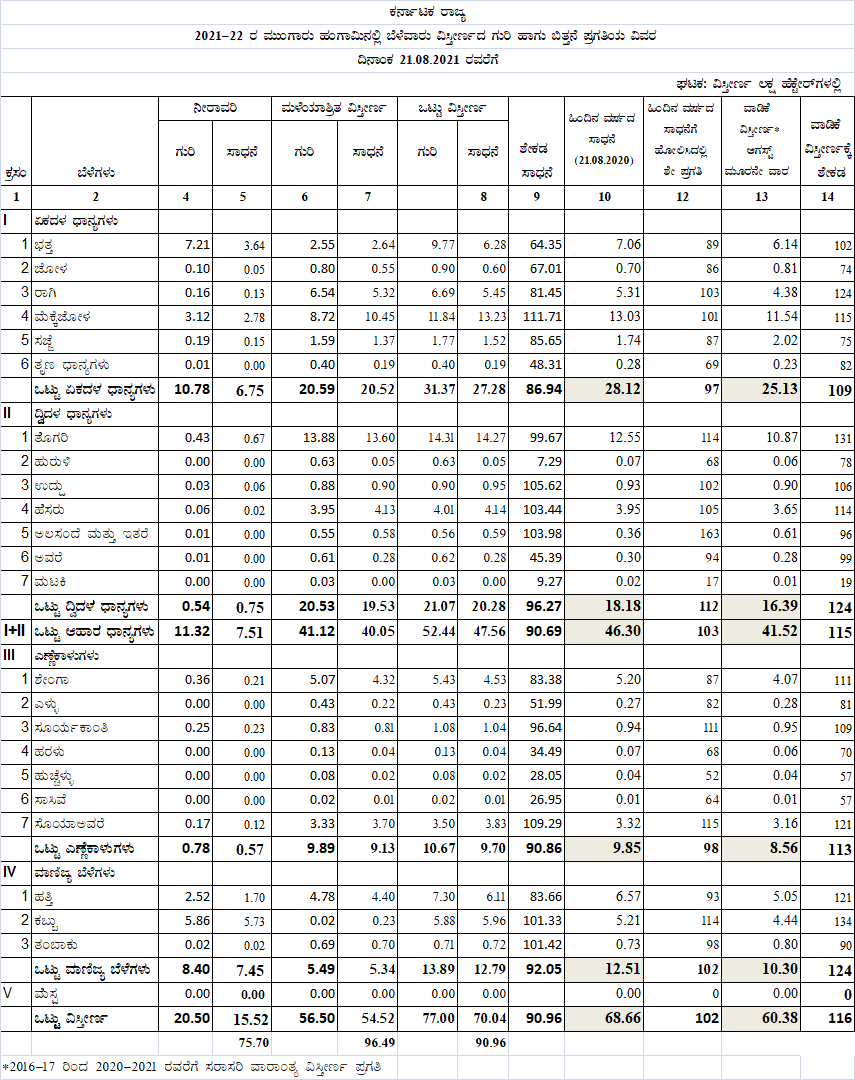 ಕರ್ನಾಟಕ ರಾಜ್ಯ
2021–22 ರ ಮುಂಗಾರು ಹಂಗಾಮಿನಲ್ಲಿ ಬೆಳೆವಾರು ವಿಸ್ತೀರ್ಣದ ಗುರಿ ಹಾಗು ಬಿತ್ತನೆ ಪ್ರಗತಿಯ ವಿವರ
ದಿನಾಂಕ 21.08.2021 ರವರೆಗೆ
ಘಟಕ: ವಿಸ್ತೀರ್ಣ ಲಕ್ಷ ಹೆಕ್ಟೇರ್‌ಗಳಲ್ಲಿ
ಕ್ರಸಂ ಬೆಳೆಗಳು ನೀರಾವರಿ ಮಳೆಯಾಶ್ರಿತ ವಿಸ್ತೀರ್ಣ ಒಟ್ಟು ವಿಸ್ತೀರ್ಣ ಶೇಕಡ ಸಾಧನೆ ಹಿಂದಿನ ವರ್ಷದ ಸಾಧನೆ (21.08.2020) ಹಿಂದಿನ ವರ್ಷದ ಸಾಧನೆಗೆ ಹೋಲಿಸಿದಲ್ಲಿ ಶೇ ಪ್ರಗತಿ ವಾಡಿಕೆ ವಿಸ್ತೀರ್ಣ* ಆಗಸ್ಟ್ ಮೂರನೇ ವಾರ ವಾಡಿಕೆ ವಿಸ್ತೀರ್ಣಕ್ಕೆ ಶೇಕಡ
ಗುರಿ ಸಾಧನೆ ಗುರಿ ಸಾಧನೆ ಗುರಿ ಸಾಧನೆ
1 2 4 5 6 7 8 9 10 12 13 14
I ಏಕದಳ ಧಾನ್ಯಗಳು
1 ಭತ್ತ 7.21 3.64 2.55 2.64 9.77 6.28 64.35 7.06 89 6.14 102
2 ಜೋಳ 0.10 0.05 0.80 0.55 0.90 0.60 67.01 0.70 86 0.81 74
3 ರಾಗಿ 0.16 0.13 6.54 5.32 6.69 5.45 81.45 5.31 103 4.38 124
4 ಮೆಕ್ಕೆಜೋಳ 3.12 2.78 8.72 10.45 11.84 13.23 111.71 13.03 101 11.54 115
5 ಸಜ್ಜೆ 0.19 0.15 1.59 1.37 1.77 1.52 85.65 1.74 87 2.02 75
6 ತೃಣ ಧಾನ್ಯಗಳು 0.01 0.00 0.40 0.19 0.40 0.19 48.31 0.28 69 0.23 82
ಒಟ್ಟು ಏಕದಳ ಧಾನ್ಯಗಳು 10.78 6.75 20.59 20.52 31.37 27.28 86.94 28.12 97 25.13 109
II ದ್ವಿದಳ ಧಾನ್ಯಗಳು
1 ತೊಗರಿ 0.43 0.67 13.88 13.60 14.31 14.27 99.67 12.55 114 10.87 131
2 ಹುರುಳಿ 0.00 0.00 0.63 0.05 0.63 0.05 7.29 0.07 68 0.06 78
3 ಉದ್ದು 0.03 0.06 0.88 0.90 0.90 0.95 105.62 0.93 102 0.90 106
4 ಹೆಸರು 0.06 0.02 3.95 4.13 4.01 4.14 103.44 3.95 105 3.65 114
5 ಅಲಸಂದೆ ಮತ್ತು ಇತರೆ 0.01 0.00 0.55 0.58 0.56 0.59 103.98 0.36 163 0.61 96
6 ಅವರೆ 0.01 0.00 0.61 0.28 0.62 0.28 45.39 0.30 94 0.28 99
7 ಮಟಕಿ 0.00 0.00 0.03 0.00 0.03 0.00 9.27 0.02 17 0.01 19
ಒಟ್ಟು ದ್ವಿದಳ ಧಾನ್ಯಗಳು 0.54 0.75 20.53 19.53 21.07 20.28 96.27 18.18 112 16.39 124
I+II ಒಟ್ಟು ಆಹಾರ ಧಾನ್ಯಗಳು 11.32 7.51 41.12 40.05 52.44 47.56 90.69 46.30 103 41.52 115
III ಎಣ್ಣೆಕಾಳುಗಳು
1 ಶೇಂಗಾ 0.36 0.21 5.07 4.32 5.43 4.53 83.38 5.20 87 4.07 111
2 ಎಳ್ಳು 0.00 0.00 0.43 0.22 0.43 0.23 51.99 0.27 82 0.28 81
3 ಸೂರ್ಯಕಾಂತಿ 0.25 0.23 0.83 0.81 1.08 1.04 96.64 0.94 111 0.95 109
4 ಹರಳು 0.00 0.00 0.13 0.04 0.13 0.04 34.49 0.07 68 0.06 70
5 ಹುಚ್ಚೆಳ್ಳು 0.00 0.00 0.08 0.02 0.08 0.02 28.05 0.04 52 0.04 57
6 ಸಾಸಿವೆ 0.00 0.00 0.02 0.01 0.02 0.01 26.95 0.01 64 0.01 57
7 ಸೊಯಾಅವರೆ 0.17 0.12 3.33 3.70 3.50 3.83 109.29 3.32 115 3.16 121
ಒಟ್ಟು ಎಣ್ಣೆಕಾಳುಗಳು 0.78 0.57 9.89 9.13 10.67 9.70 90.86 9.85 98 8.56 113
IV ವಾಣಿಜ್ಯ ಬೆಳೆಗಳು
1 ಹತ್ತಿ 2.52 1.70 4.78 4.40 7.30 6.11 83.66 6.57 93 5.05 121
2 ಕಬ್ಬು 5.86 5.73 0.02 0.23 5.88 5.96 101.33 5.21 114 4.44 134
3 ತಂಬಾಕು 0.02 0.02 0.69 0.70 0.71 0.72 101.42 0.73 98 0.80 90
ಒಟ್ಟು ವಾಣಿಜ್ಯ ಬೆಳೆಗಳು 8.40 7.45 5.49 5.34 13.89 12.79 92.05 12.51 102 10.30 124
V ಮೆಸ್ಟ 0.00 0.00 0.00 0.00 0.00 0.00 0.00 0 0.00 0
ಒಟ್ಟು ವಿಸ್ತೀರ್ಣ 20.50 15.52 56.50 54.52 77.00 70.04 90.96 68.66 102 60.38 116
75.70 96.49 90.96
*2016–17 ರಿಂದ 2020–2021 ರವರೆಗೆ ಸರಾಸರಿ ವಾರಾಂತ್ಯ ವಿಸ್ತೀರ್ಣ ಪ್ರಗತಿ